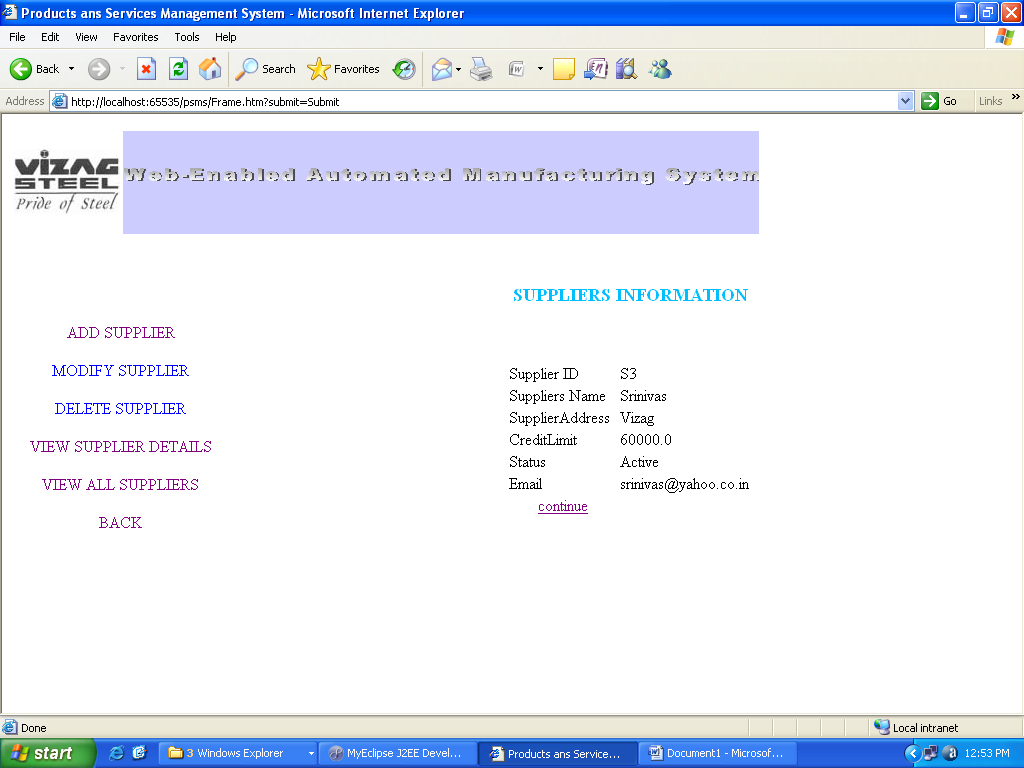 Products ans Services Management System - Microsoft Internet Explorer
File Edit View Favorites Tools Help
Back Search Favorites
Address http://localhost:65535/psms/Frame.htm?submit=Submit Go Links »
VIZAG
STEEL
Pride of Steel
Web-Enabled Automated Manufacturing System
SUPPLIERS INFORMATION
ADD SUPPLIER
MODIFY SUPPLIER
DELETE SUPPLIER
VIEW SUPPLIER DETAILS
VIEW ALL SUPPLIERS
BACK
Supplier ID S3
Suppliers Name Srinivas
SupplierAddress Vizag
CreditLimit 60000.0
Status Active
Email srinivas@yahoo.co.in
continue
Done Local intranet
start 3 Windows Explorer MyEclipse J2EE Devel... Products ans Service... Document1 - Microsof... 12:53 PM